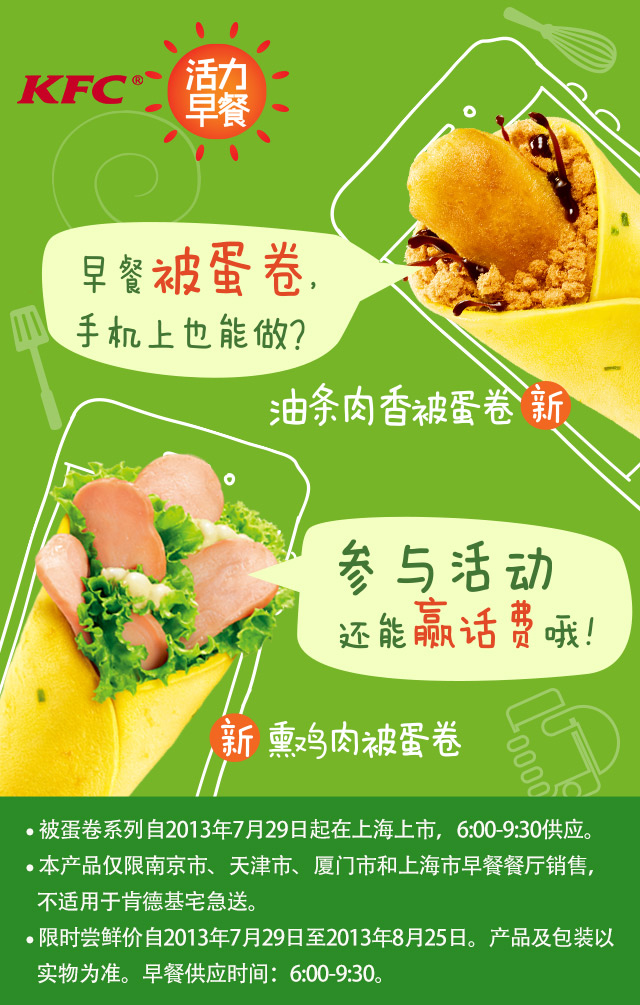 KFC®
活力
早餐
早餐被蛋卷,
手机上也能做?
油条肉香被蛋卷 新
参与活动
还能赢话费哦!
新 熏鸡肉被蛋卷
• 被蛋卷系列自2013年7月29日起在上海上市，6:00-9:30供应。
• 本产品仅限南京市、天津市、厦门市和上海市早餐餐厅销售，
不适用于肯德基宅急送。
• 限时尝鲜价自2013年7月29日至2013年8月25日。产品及包装以
实物为准。早餐供应时间：6:00-9:30。